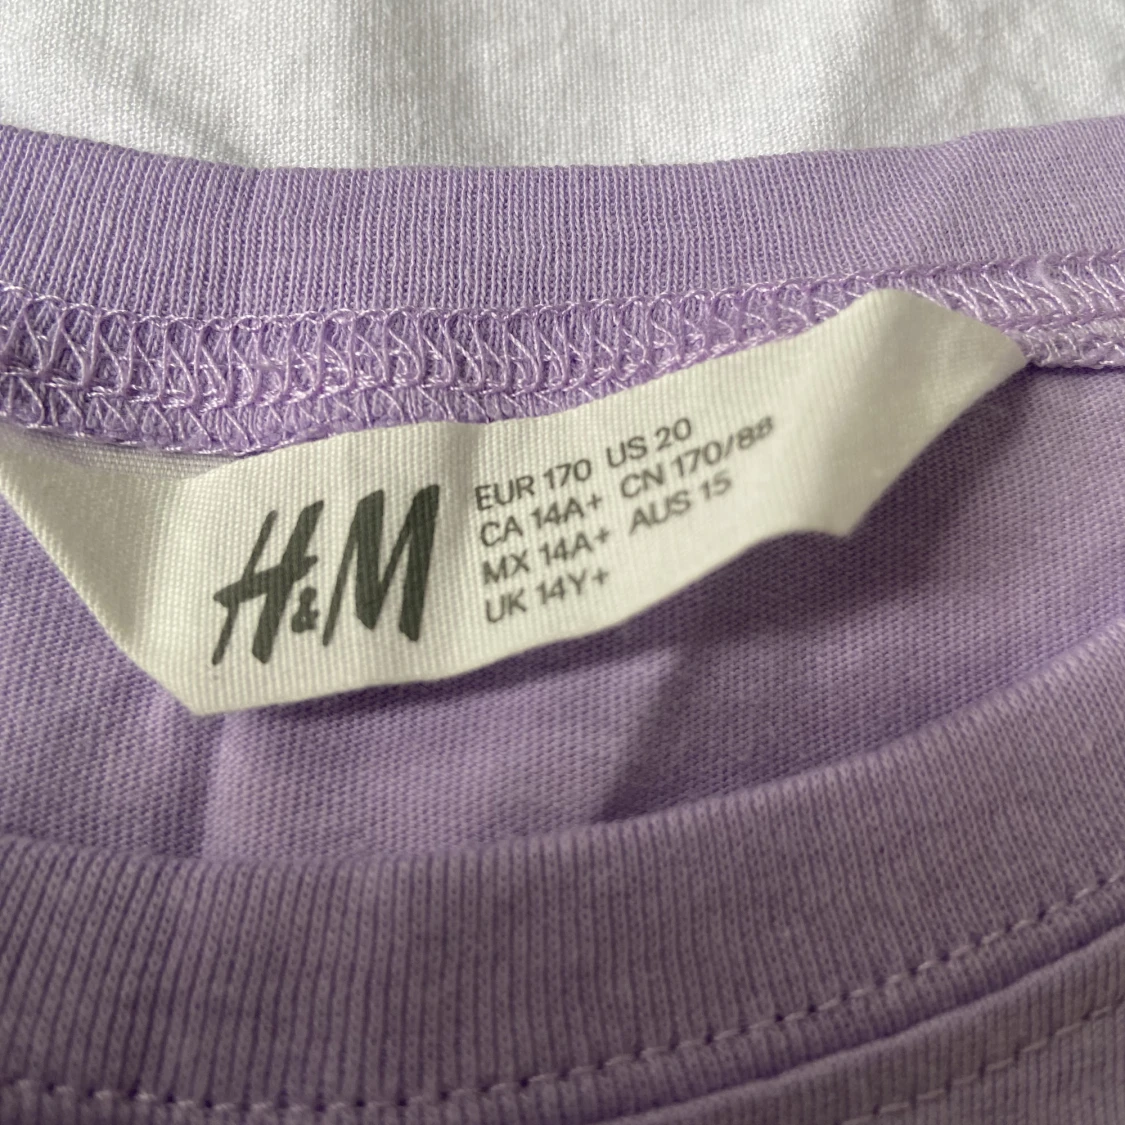 H&M
EUR 170 US 20
CA 14A+ CN 170/88
MX 14A+ AUS 15
UK 14Y+